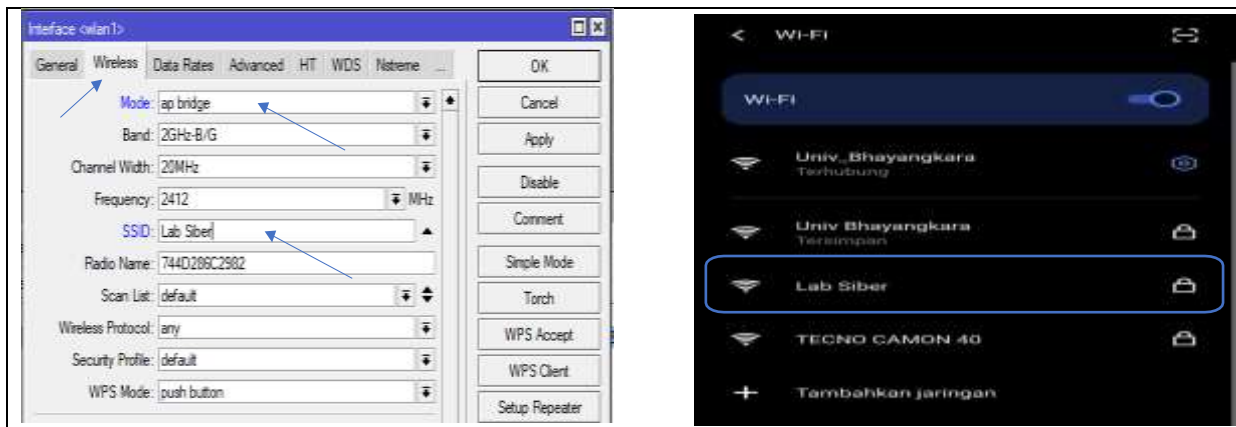 Interface <wlan1>
General Wireless Data Rates Advanced HT WDS Nstreme ...
Mode: ap bridge
Band: 2GHz-B/G
Channel Width: 20MHz
Frequency: 2412 MHz
SSID: Lab Siber
Radio Name: 744D286C2982
Scan List: default
Wireless Protocol: any
Security Profile: default
WPS Mode: push button
OK
Cancel
Apply
Disable
Comment
Simple Mode
Torch
WPS Accept
WPS Client
Setup Repeater
< Wi-Fi
Wi-Fi
Univ_Bhayangkara
Terhubung
Univ Bhayangkara
Tersimpan
Lab Siber
TECNO CAMON 40
+ Tambahkan jaringan